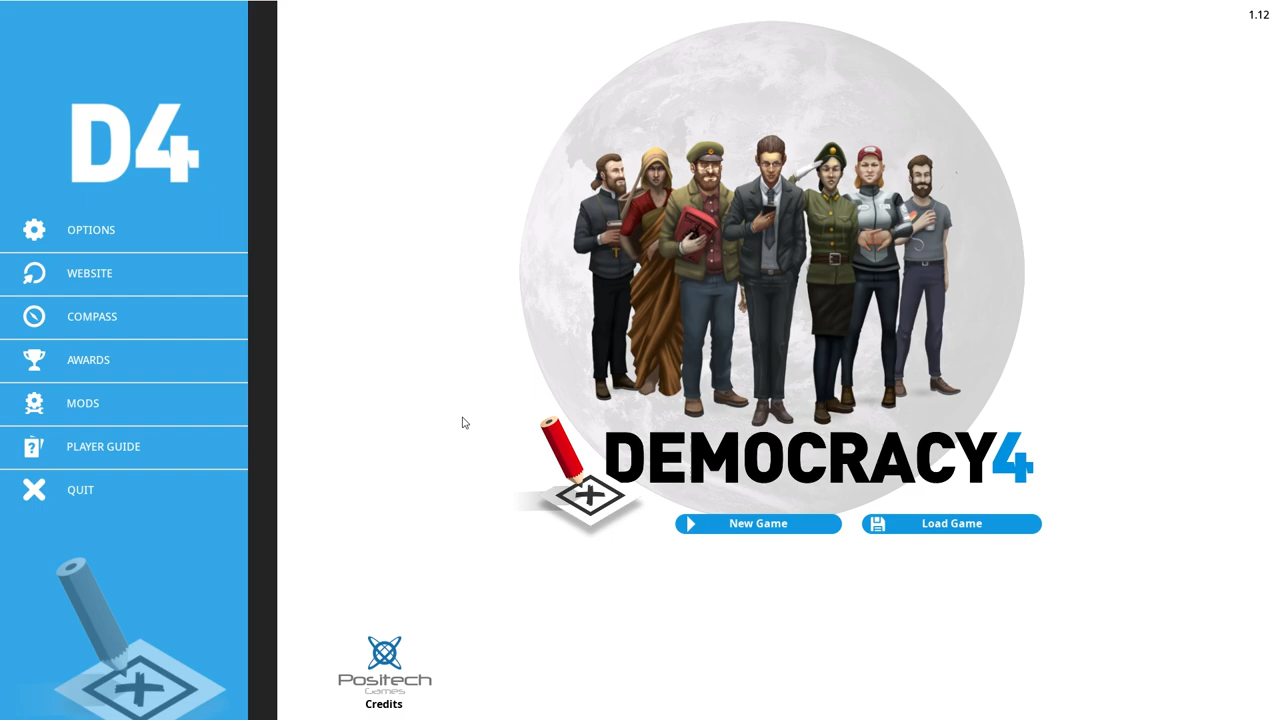 1.12
D4
OPTIONS
WEBSITE
COMPASS
AWARDS
MODS
PLAYER GUIDE
QUIT
DEMOCRACY4
New Game
Load Game
Positech
Games
Credits